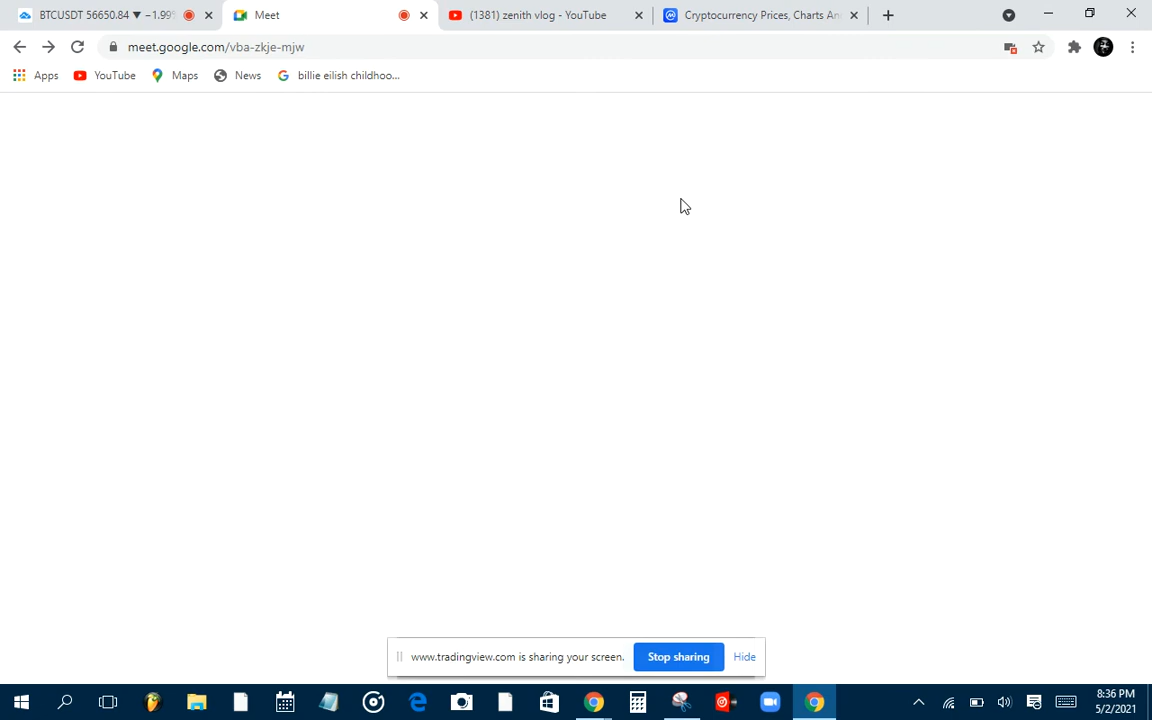 BTCUSDT 56650.84 ▼ −1.99%
Meet
(1381) zenith vlog - YouTube
Cryptocurrency Prices, Charts An
meet.google.com/vba-zkje-mjw
Apps
YouTube
Maps
News
billie eilish childhoo...
www.tradingview.com is sharing your screen.
Stop sharing
Hide
8:36 PM
5/2/2021